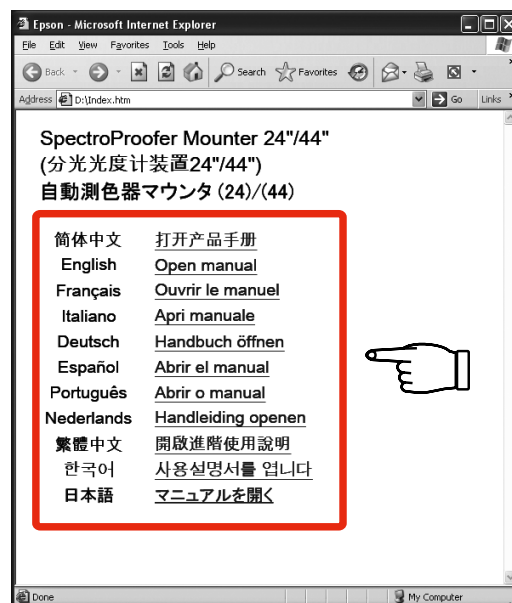 Epson - Microsoft Internet Explorer
File Edit View Favorites Tools Help
Back Search Favorites
Address D:\Index.htm Go Links
SpectroProofer Mounter 24"/44"
(分光光度计装置24"/44")
自動測色器マウンタ (24)/(44)
简体中文 打开产品手册
English Open manual
Français Ouvrir le manuel
Italiano Apri manuale
Deutsch Handbuch öffnen
Español Abrir el manual
Português Abrir o manual
Nederlands Handleiding openen
繁體中文 開啟進階使用說明
한국어 사용설명서를 엽니다
日本語 マニュアルを開く
Done My Computer